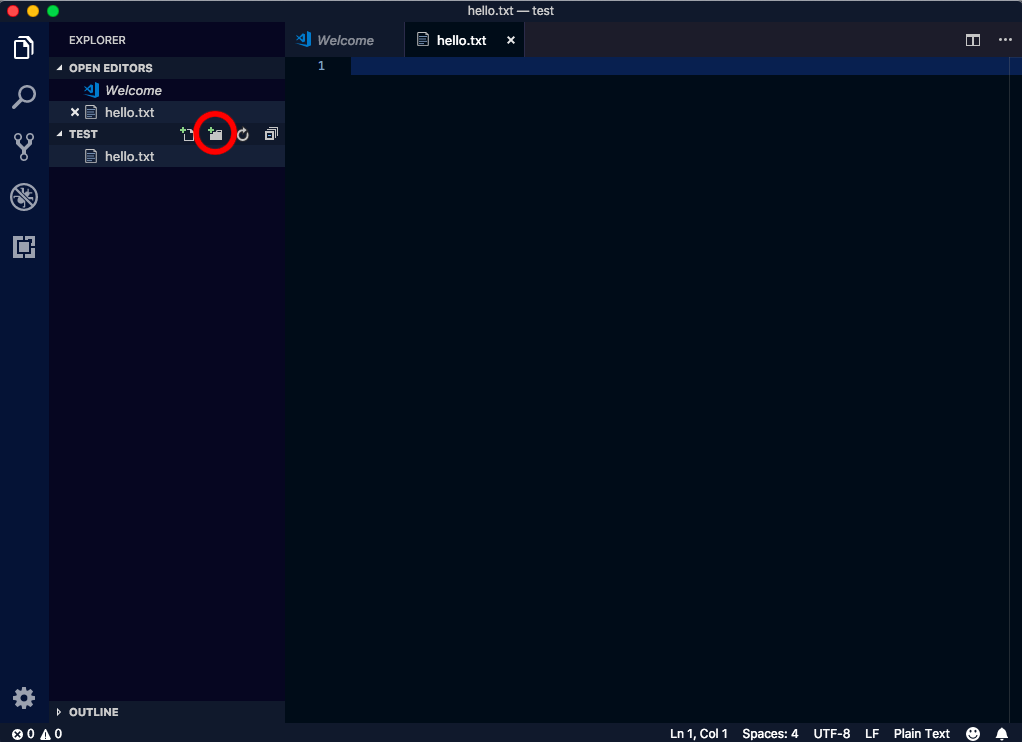 hello.txt — test
EXPLORER
OPEN EDITORS
Welcome
hello.txt
TEST
hello.txt
OUTLINE
Welcome
hello.txt
1
0 0
Ln 1, Col 1 Spaces: 4 UTF-8 LF Plain Text